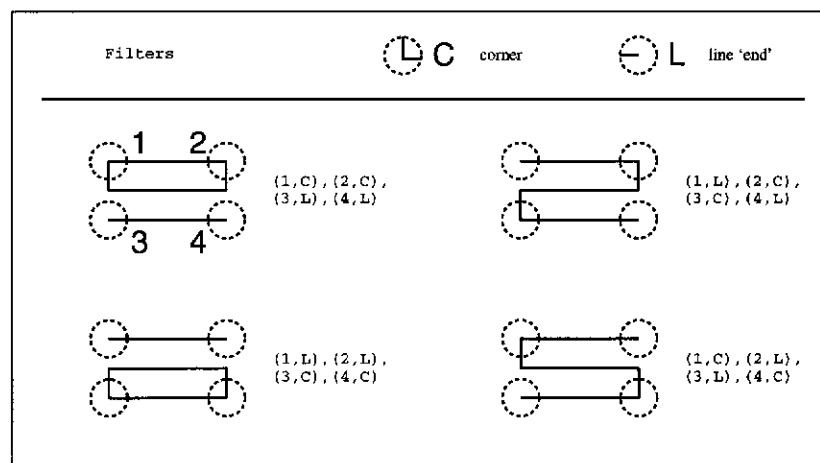 Filters C corner L line 'end'
1 2
(1,C),(2,C),
(3,L),(4,L)
3 4
(1,L),(2,C),
(3,C),(4,L)
(1,L),(2,L),
(3,C),(4,C)
(1,C),(2,L),
(3,L),(4,C)